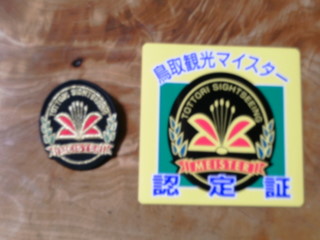 TOTTORI SIGHTSEEING
MEISTER
鳥取観光マイスター
TOTTORI SIGHTSEEING
MEISTER
認定証